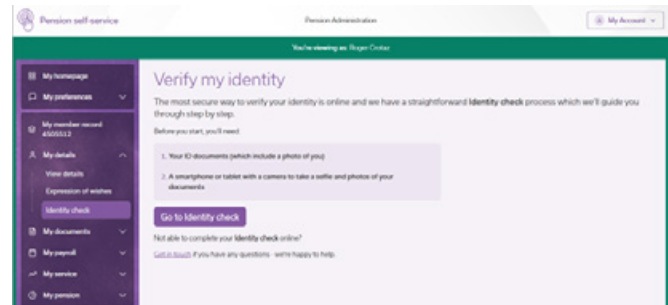 Pension self-service
Pension Administration
My Account
You're viewing as: Roger Crotaz
My homepage
My preferences
My member record
4505512
My details
View details
Expression of wishes
Identity check
My documents
My payroll
My service
My pension
Verify my identity
The most secure way to verify your identity is online and we have a straightforward Identity check process which we'll guide you
through step by step.
Before you start, you'll need:
1. Your ID documents (which include a photo of you)
2. A smartphone or tablet with a camera to take a selfie and photos of your
documents
Go to Identity check
Not able to complete your Identity check online?
Get in touch if you have any questions - we're happy to help.